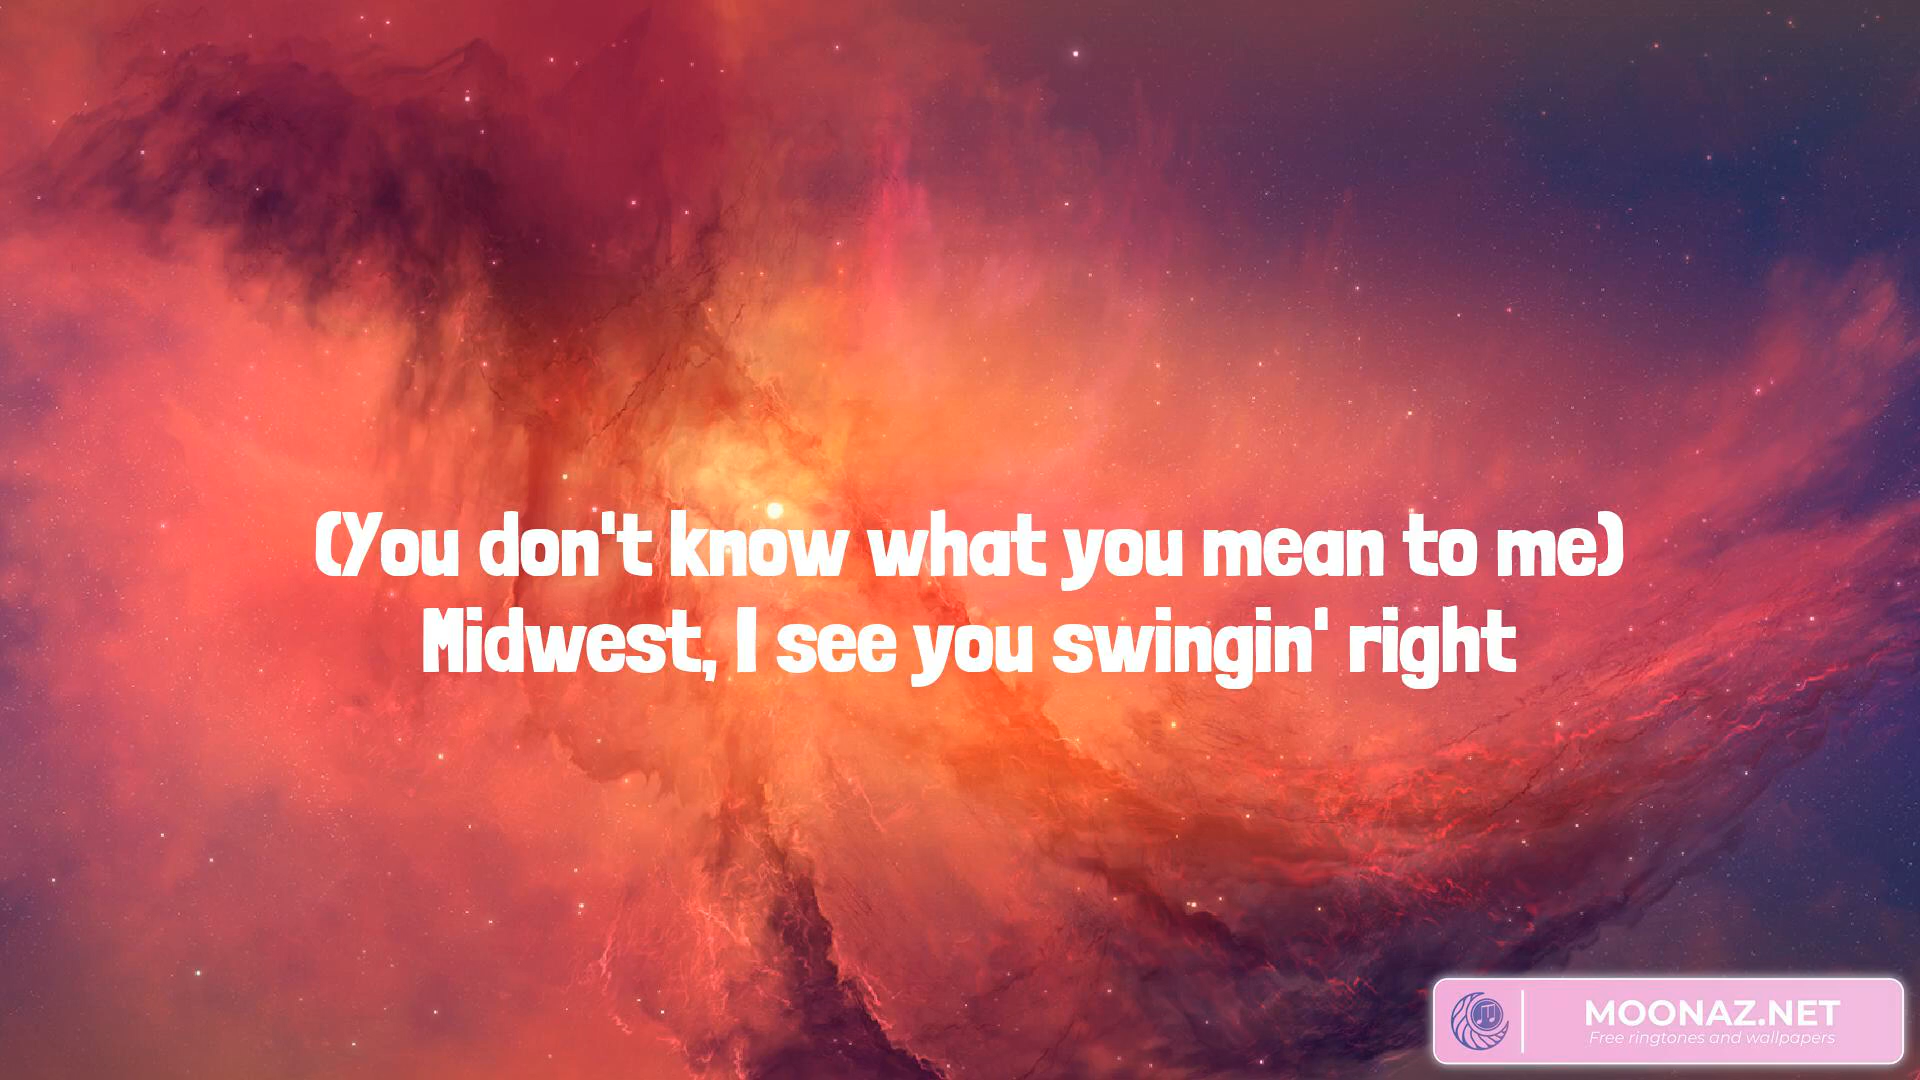 (You don't know what you mean to me)
Midwest, I see you swingin' right
MOONAZ.NET
Free ringtones and wallpapers